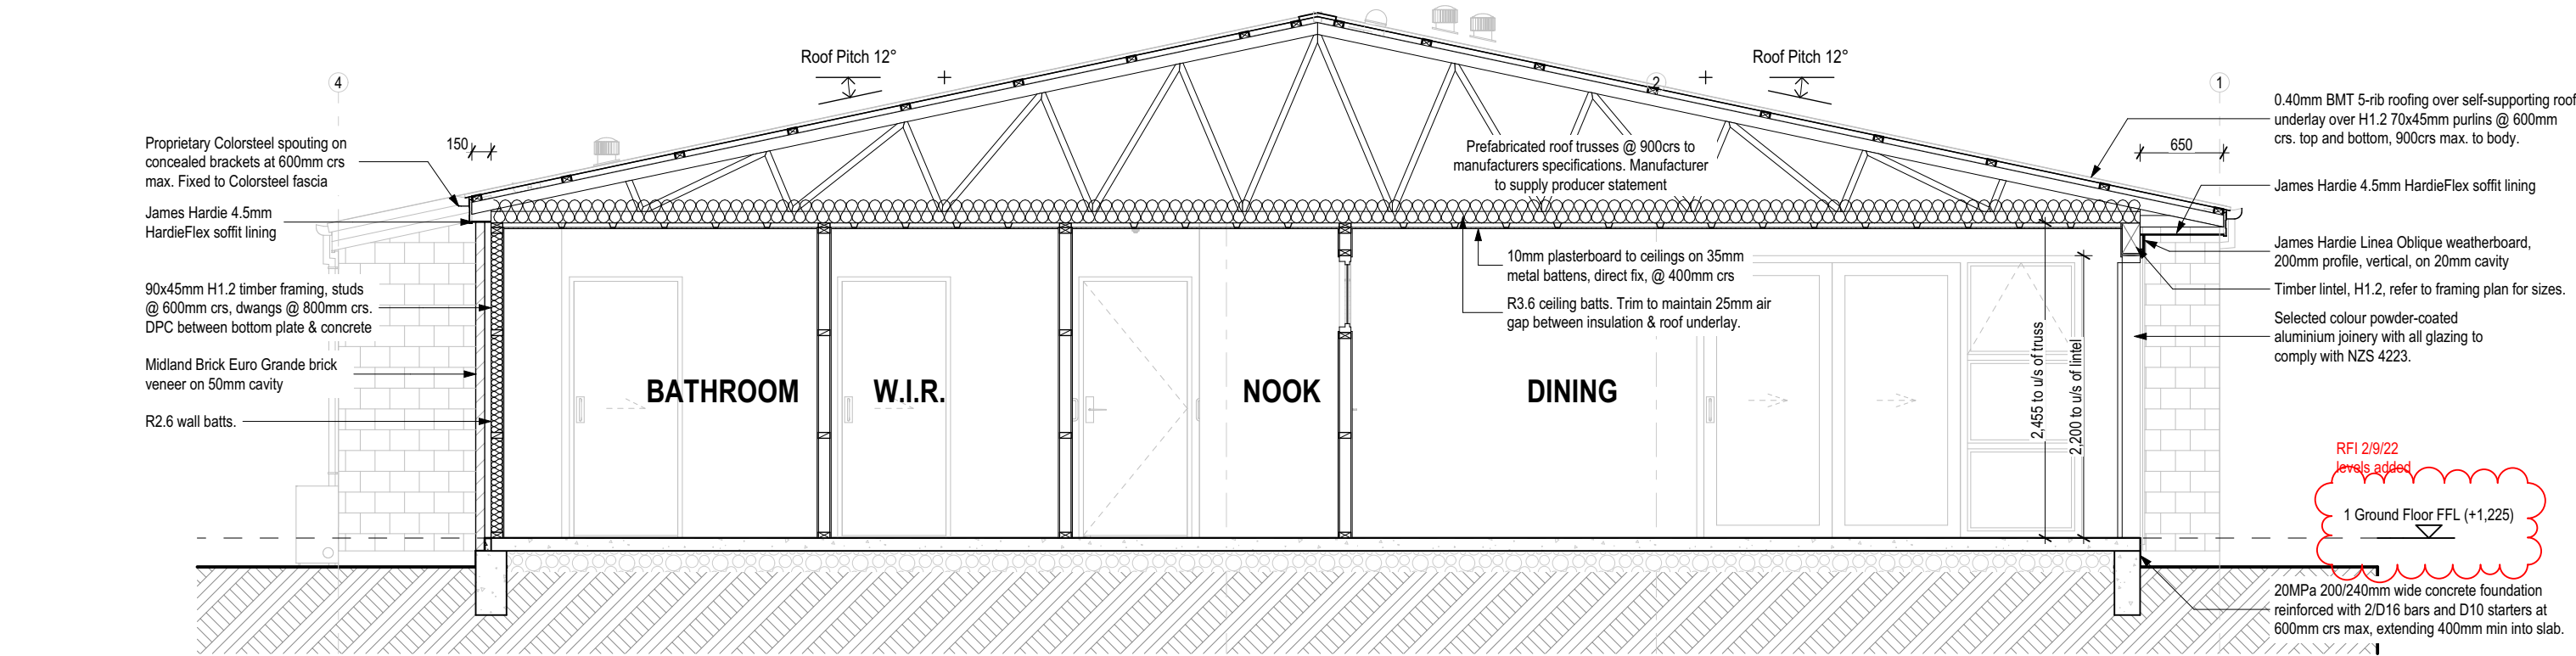 Roof Pitch 12°
Roof Pitch 12°
4
2
1
150
650
Proprietary Colorsteel spouting on
concealed brackets at 600mm crs
max. Fixed to Colorsteel fascia
James Hardie 4.5mm
HardieFlex soffit lining
90x45mm H1.2 timber framing, studs
@ 600mm crs, dwangs @ 800mm crs.
DPC between bottom plate & concrete
Midland Brick Euro Grande brick
veneer on 50mm cavity
R2.6 wall batts.
Prefabricated roof trusses @ 900crs to
manufacturers specifications. Manufacturer
to supply producer statement
10mm plasterboard to ceilings on 35mm
metal battens, direct fix, @ 400mm crs
R3.6 ceiling batts. Trim to maintain 25mm air
gap between insulation & roof underlay.
BATHROOM
W.I.R.
NOOK
DINING
2,455 to u/s of truss
2,200 to u/s of lintel
0.40mm BMT 5-rib roofing over self-supporting roof
underlay over H1.2 70x45mm purlins @ 600mm
crs. top and bottom, 900crs max. to body.
James Hardie 4.5mm HardieFlex soffit lining
James Hardie Linea Oblique weatherboard,
200mm profile, vertical, on 20mm cavity
Timber lintel, H1.2, refer to framing plan for sizes.
Selected colour powder-coated
aluminium joinery with all glazing to
comply with NZS 4223.
RFI 2/9/22
levels added
1 Ground Floor FFL (+1,225)
20MPa 200/240mm wide concrete foundation
reinforced with 2/D16 bars and D10 starters at
600mm crs max, extending 400mm min into slab.